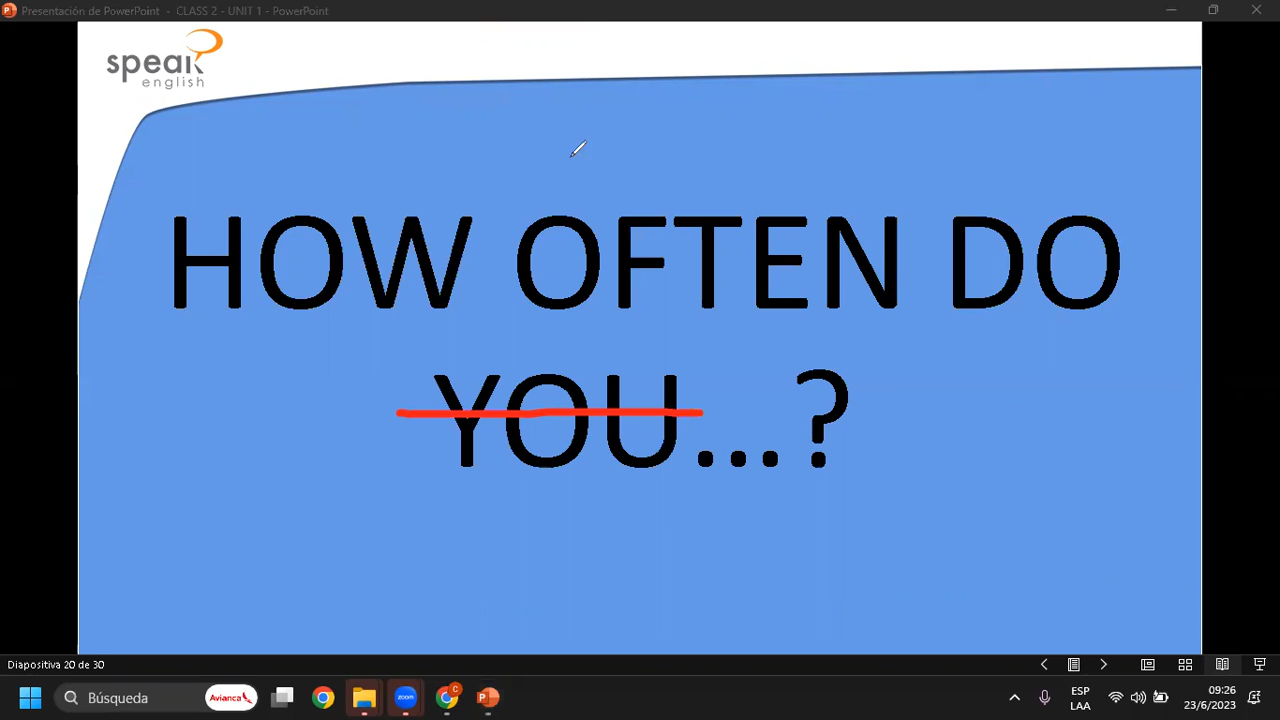 Presentación de PowerPoint - CLASS 2 - UNIT 1 - PowerPoint
speak
english
HOW OFTEN DO
YOU...?
Diapositiva 20 de 30
Búsqueda
Avianca
zoom
C
P
ESP
LAA
09:26
23/6/2023